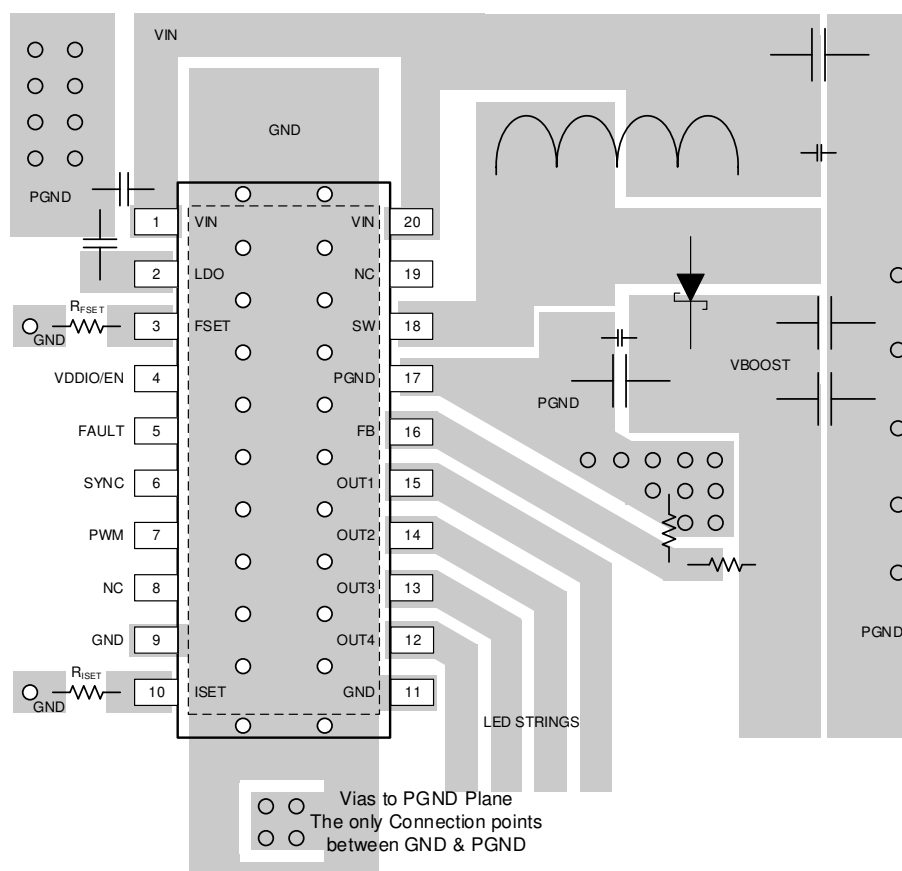 VIN
GND
PGND
1 VIN VIN 20
2 LDO NC 19
RFSET
GND
3 FSET SW 18
VDDIO/EN 4 PGND 17
VBOOST
PGND
FAULT 5 FB 16
SYNC 6 OUT1 15
PWM 7 OUT2 14
NC 8 OUT3 13
GND 9 OUT4 12
PGND
RISET
GND
10 ISET GND 11
LED STRINGS
Vias to PGND Plane
The only Connection points
between GND & PGND